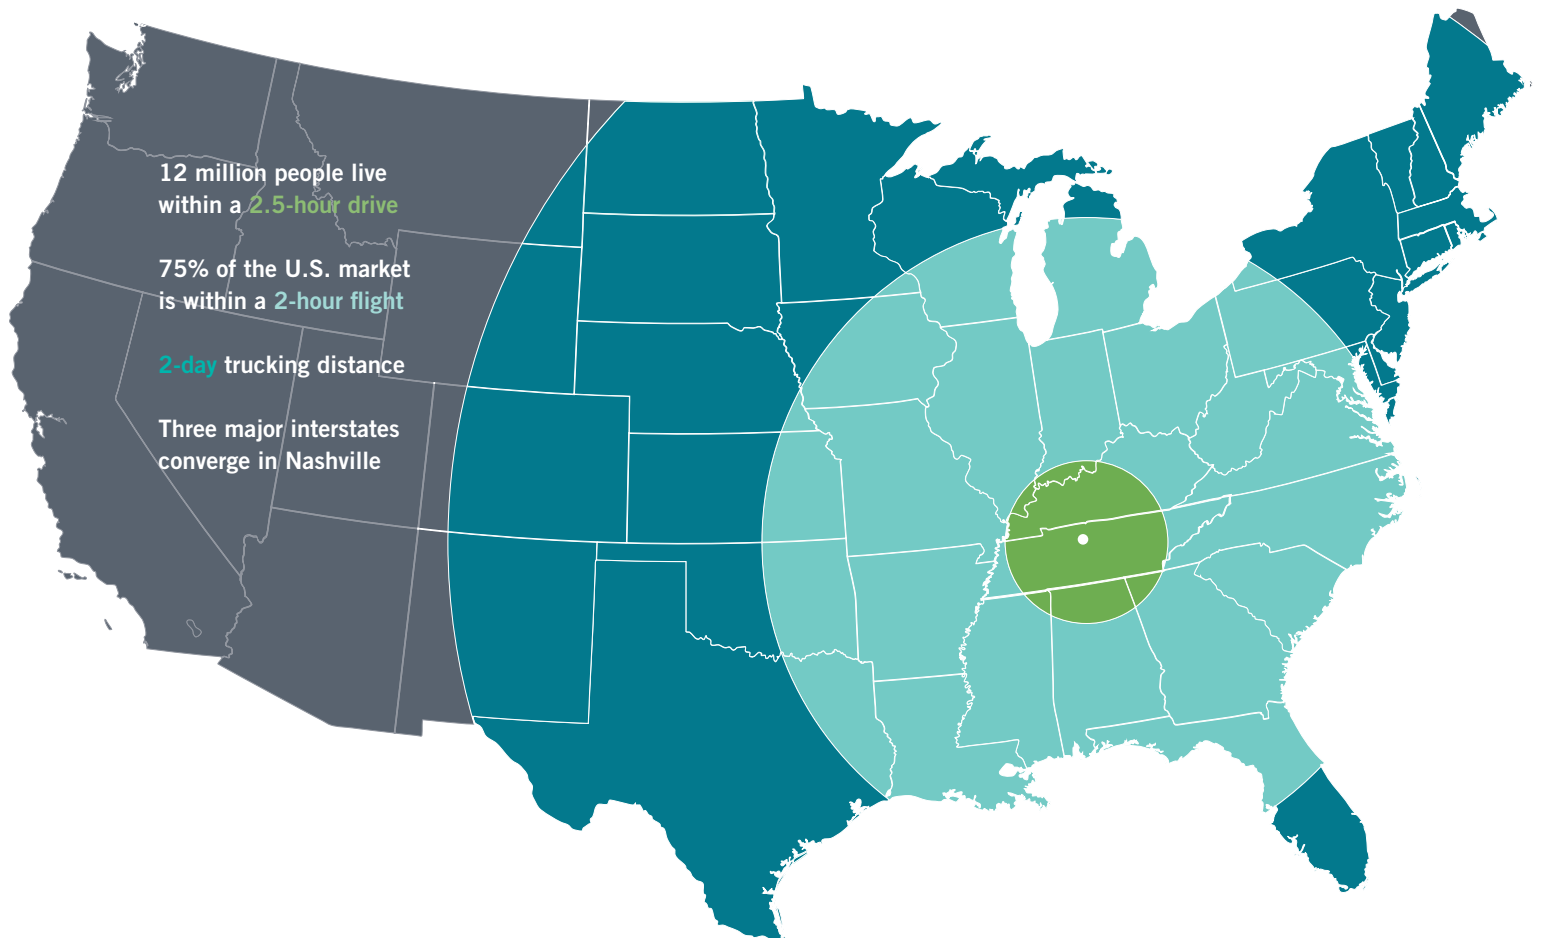 12 million people live
within a 2.5-hour drive
75% of the U.S. market
is within a 2-hour flight
2-day trucking distance
Three major interstates
converge in Nashville